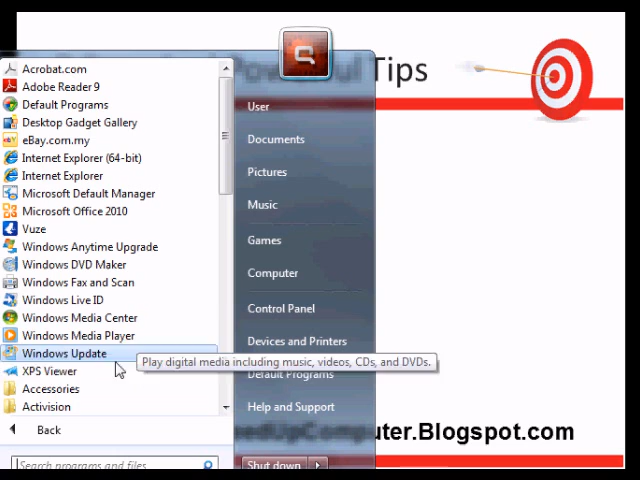 Tips
Acrobat.com
Adobe Reader 9
Default Programs
Desktop Gadget Gallery
eBay.com.my
Internet Explorer (64-bit)
Internet Explorer
Microsoft Default Manager
Microsoft Office 2010
Vuze
Windows Anytime Upgrade
Windows DVD Maker
Windows Fax and Scan
Windows Live ID
Windows Media Center
Windows Media Player
Windows Update
XPS Viewer
Accessories
Activision
Back
Search programs and files
User
Documents
Pictures
Music
Games
Computer
Control Panel
Devices and Printers
Play digital media including music, videos, CDs, and DVDs.
Default Programs
Help and Support
Shut down
uter.Blogspot.com